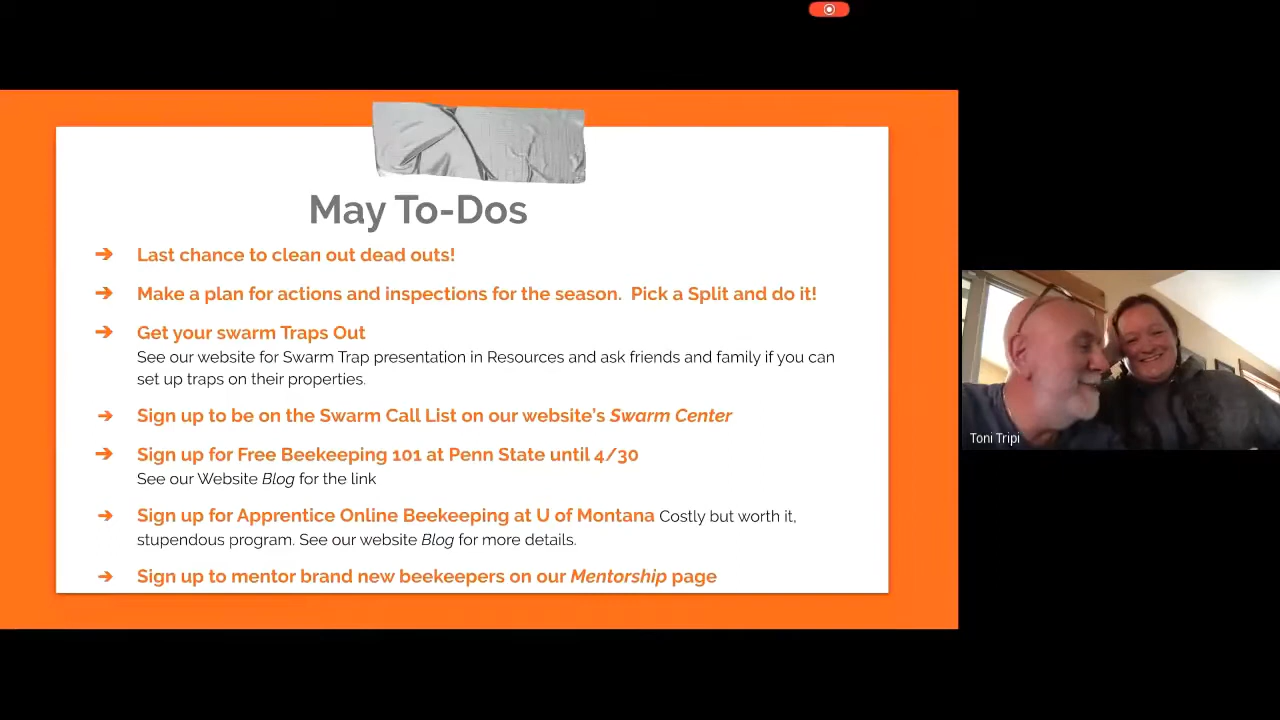 May To-Dos
➔ Last chance to clean out dead outs!
➔ Make a plan for actions and inspections for the season.  Pick a Split and do it!
➔ Get your swarm Traps Out
See our website for Swarm Trap presentation in Resources and ask friends and family if you can
set up traps on their properties.
➔ Sign up to be on the Swarm Call List on our website's Swarm Center
➔ Sign up for Free Beekeeping 101 at Penn State until 4/30
See our Website Blog for the link
➔ Sign up for Apprentice Online Beekeeping at U of Montana Costly but worth it,
stupendous program. See our website Blog for more details.
➔ Sign up to mentor brand new beekeepers on our Mentorship page
Toni Tripi